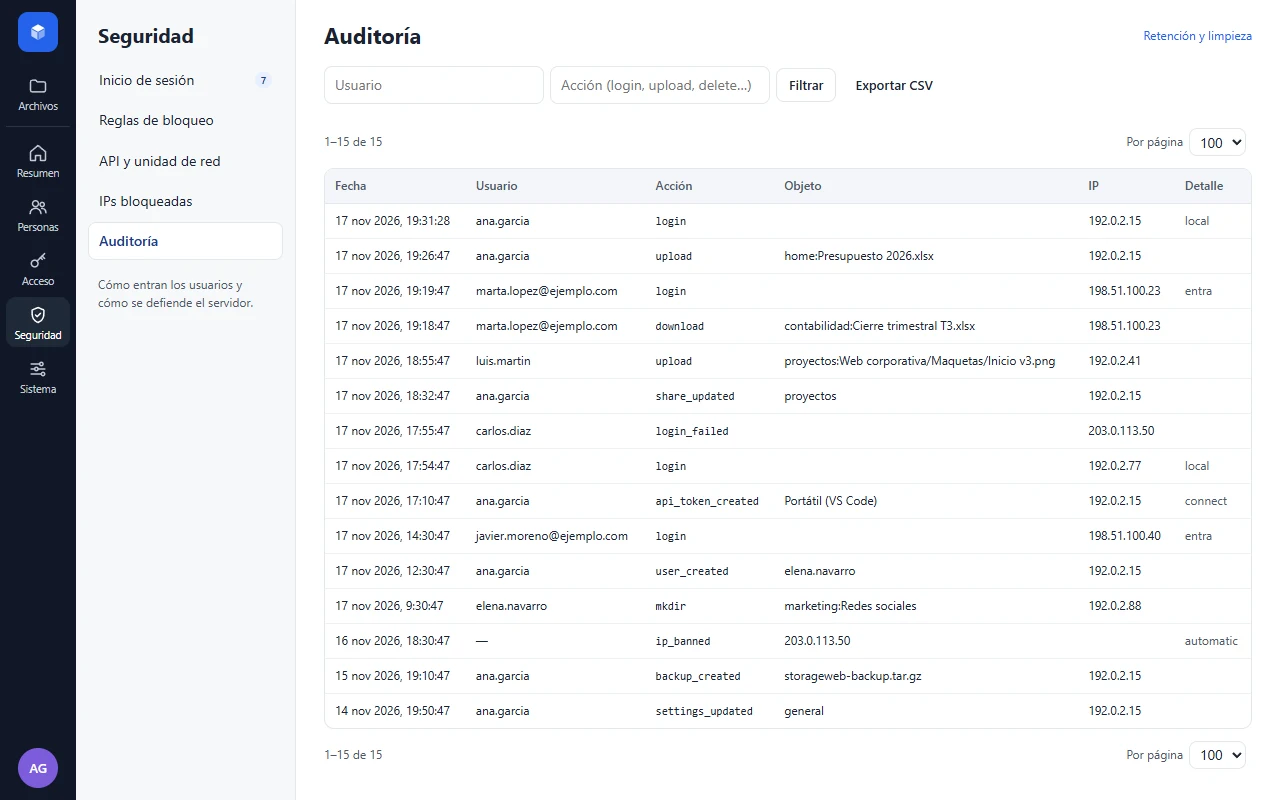 Archivos
Resumen
Personas
Acceso
Seguridad
Sistema
AG
Seguridad
Inicio de sesión 7
Reglas de bloqueo
API y unidad de red
IPs bloqueadas
Auditoría
Cómo entran los usuarios y
cómo se defiende el servidor.
Auditoría
Retención y limpieza
Usuario
Acción (login, upload, delete...)
Filtrar
Exportar CSV
1–15 de 15
Por página 100
Fecha Usuario Acción Objeto IP Detalle
17 nov 2026, 19:31:28 ana.garcia login 192.0.2.15 local
17 nov 2026, 19:26:47 ana.garcia upload home:Presupuesto 2026.xlsx 192.0.2.15
17 nov 2026, 19:19:47 marta.lopez@ejemplo.com login 198.51.100.23 entra
17 nov 2026, 19:18:47 marta.lopez@ejemplo.com download contabilidad:Cierre trimestral T3.xlsx 198.51.100.23
17 nov 2026, 18:55:47 luis.martin upload proyectos:Web corporativa/Maquetas/Inicio v3.png 192.0.2.41
17 nov 2026, 18:32:47 ana.garcia share_updated proyectos 192.0.2.15
17 nov 2026, 17:55:47 carlos.diaz login_failed 203.0.113.50
17 nov 2026, 17:54:47 carlos.diaz login 192.0.2.77 local
17 nov 2026, 17:10:47 ana.garcia api_token_created Portátil (VS Code) 192.0.2.15 connect
17 nov 2026, 14:30:47 javier.moreno@ejemplo.com login 198.51.100.40 entra
17 nov 2026, 12:30:47 ana.garcia user_created elena.navarro 192.0.2.15
17 nov 2026, 9:30:47 elena.navarro mkdir marketing:Redes sociales 192.0.2.88
16 nov 2026, 18:30:47 — ip_banned 203.0.113.50 automatic
15 nov 2026, 19:10:47 ana.garcia backup_created storageweb-backup.tar.gz 192.0.2.15
14 nov 2026, 19:50:47 ana.garcia settings_updated general 192.0.2.15
1–15 de 15
Por página 100